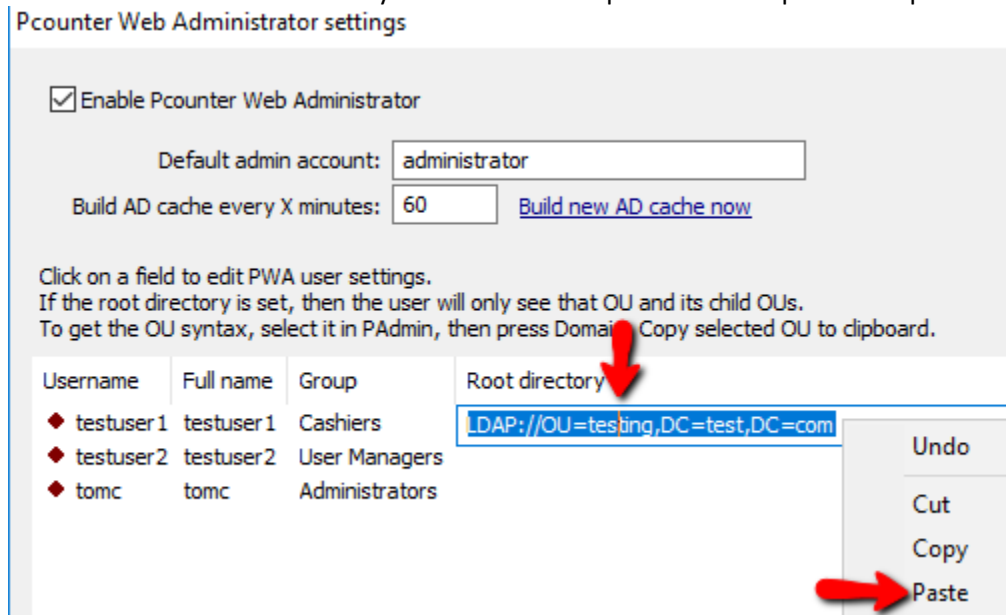 Pcounter Web Administrator settings
Enable Pcounter Web Administrator
Default admin account: administrator
Build AD cache every X minutes: 60 Build new AD cache now
Click on a field to edit PWA user settings.
If the root directory is set, then the user will only see that OU and its child OUs.
To get the OU syntax, select it in PAdmin, then press Domain Copy selected OU to clipboard.
Username Full name Group Root directory
testuser1 testuser1 Cashiers LDAP://OU=testing,DC=test,DC=com
testuser2 testuser2 User Managers
tomc tomc Administrators
Undo
Cut
Copy
Paste